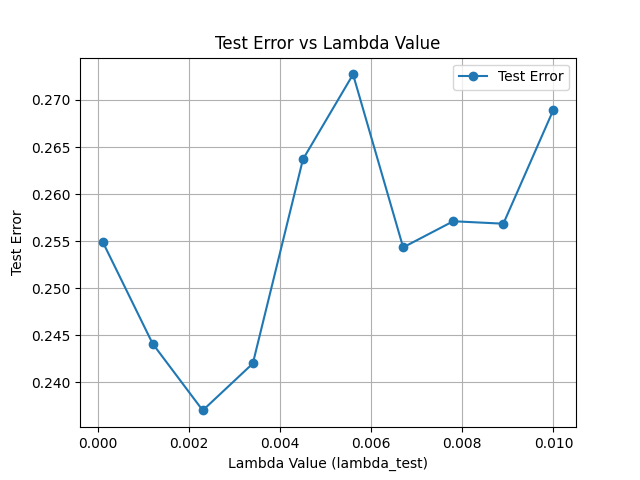 Test Error vs Lambda Value
Test Error
0.270
0.265
0.260
0.255
0.250
0.245
0.240
Test Error
0.000 0.002 0.004 0.006 0.008 0.010
Lambda Value (lambda_test)